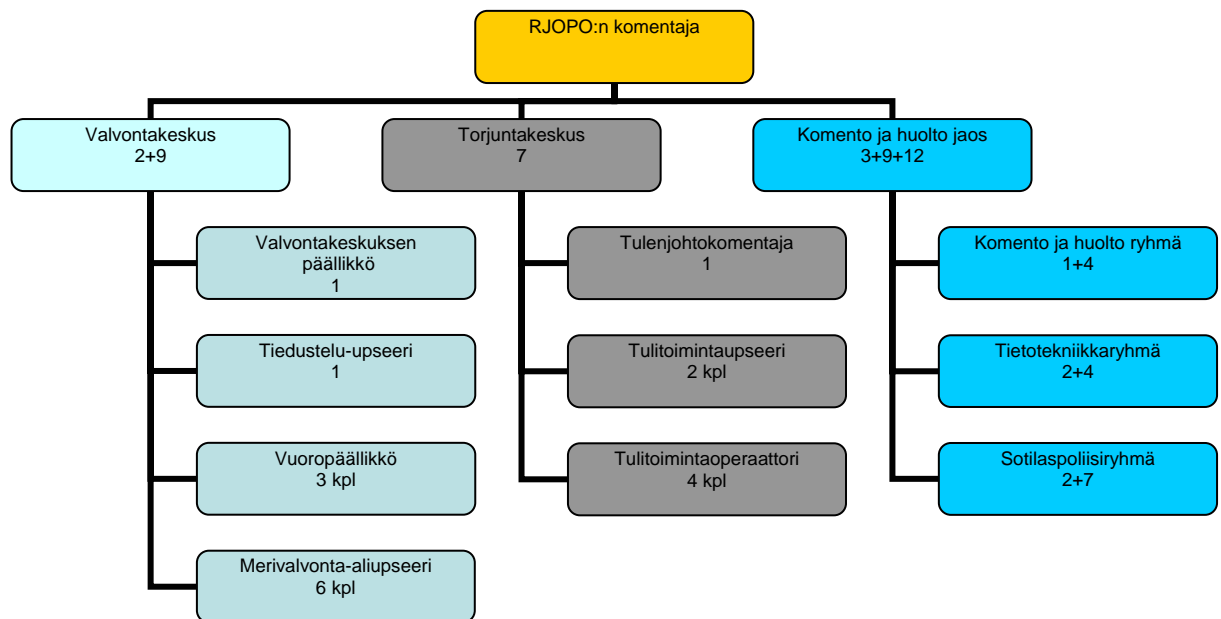 RJOPO:n komentaja
Valvontakeskus
2+9
Torjuntakeskus
7
Komento ja huolto jaos
3+9+12
Valvontakeskuksen
päällikkö
1
Tiedustelu-upseeri
1
Vuoropäällikkö
3 kpl
Merivalvonta-aliupseeri
6 kpl
Tulenjohtokomentaja
1
Tulitoimintaupseeri
2 kpl
Tulitoimintaoperaattori
4 kpl
Komento ja huolto ryhmä
1+4
Tietotekniikkaryhmä
2+4
Sotilaspoliisiryhmä
2+7